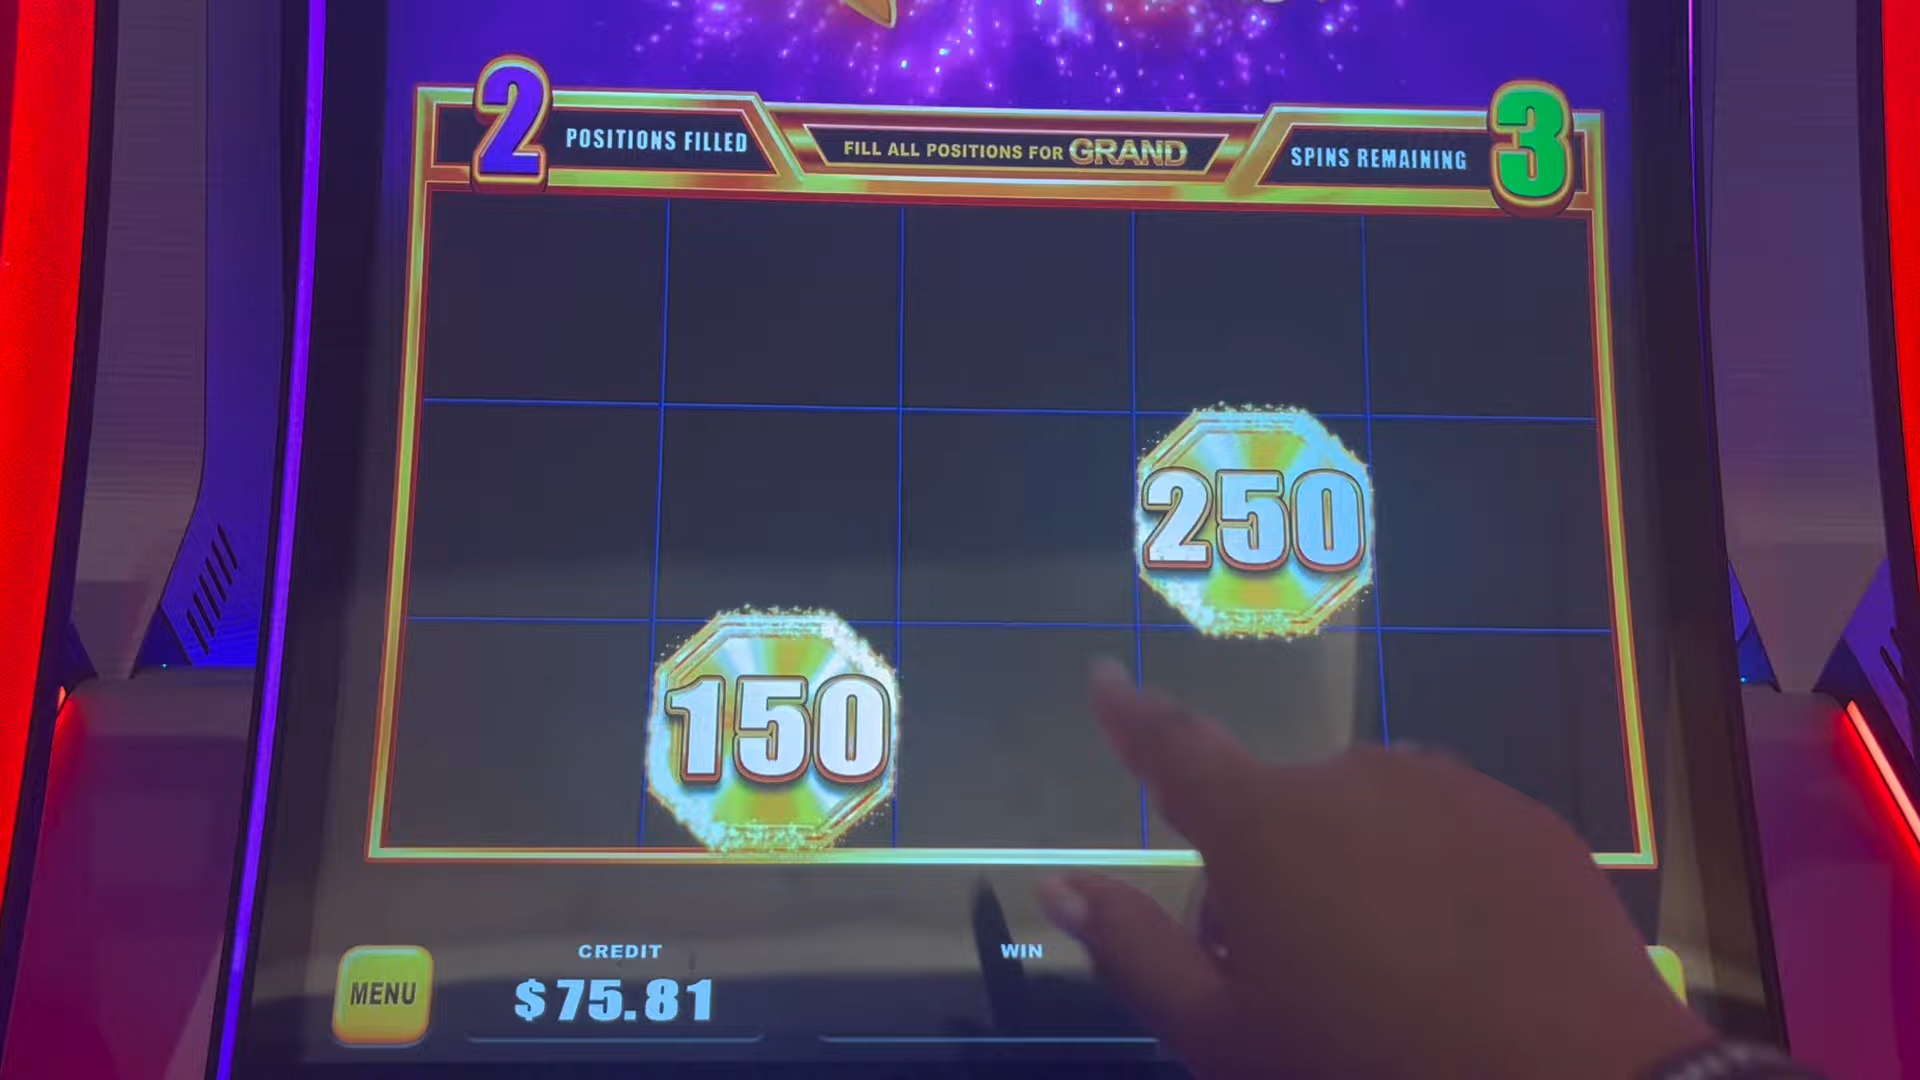 2 POSITIONS FILLED
FILL ALL POSITIONS FOR GRAND
SPINS REMAINING 3
250
150
MENU
CREDIT
$75.81
WIN